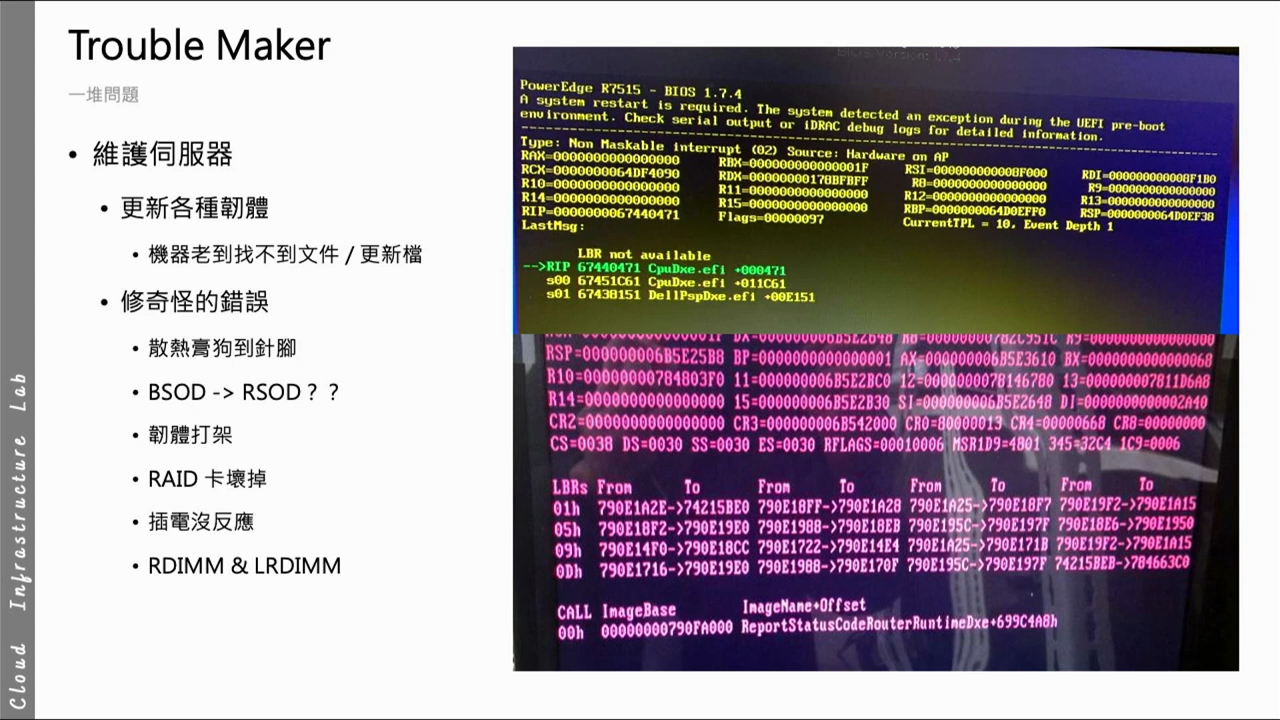 Trouble Maker
一堆問題
• 維護伺服器
• 更新各種韌體
• 機器老到找不到文件 / 更新檔
• 修奇怪的錯誤
• 散熱膏狗到針腳
• BSOD -> RSOD？？
• 韌體打架
• RAID 卡壞掉
• 插電沒反應
• RDIMM & LRDIMM
Cloud Infrastructure Lab
PowerEdge R7515 - BIOS 1.7.4
A system restart is required. The system detected an exception during the UEFI pre-boot
environment. Check serial output or iDRAC debug logs for detailed information.
Type: Non Maskable interrupt (02) Source: Hardware on AP
RAX=0000000000000000 RBX=000000000000001F RSI=000000000008F000 RDI=000000000008F1B0
RCX=0000000064DF4090 RDX=00000000178BFBFF R8=0000000000000000 R9=0000000000000000
R10=0000000000000000 R11=0000000000000000 R12=0000000000000000 R13=0000000000000000
R14=0000000000000000 R15=0000000000000000 RBP=0000000064D0EFF0 RSP=0000000064D0EF38
RIP=0000000067440471 Flags=00000097 CurrentTPL = 10, Event Depth 1
LastMsg:
LBR not available
-->RIP 67440471 CpuDxe.efi +000471
s00 67451C61 CpuDxe.efi +011C61
s01 67438151 DellPspDxe.efi +00E151
RSP=000000006B5E25B8 BP=0000000000000001 AX=000000006B5E3610 BX=0000000000000068
R10=00000000784803F0 11=000000006B5E2BC0 12=0000000078146780 13=000000007811D6A8
R14=0000000000000000 15=000000006B5E2B30 SI=000000006B5E2648 DI=0000000000002A40
CR2=0000000000000000 CR3=000000006B542000 CR0=80000013 CR4=00000668 CR8=00000000
CS=0038 DS=0030 SS=0030 ES=0030 RFLAGS=00010006 MSR1D9=4801 345=32C4 1C9=0006
LBRs From To From To From To From To
01h 790E1A2E->74215BE0 790E18FF->790E1A28 790E1A25->790E18F7 790E19F2->790E1A15
05h 790E18F2->790E19E0 790E1988->790E18EB 790E195C->790E197F 790E18E6->790E1950
09h 790E14F0->790E18CC 790E1722->790E14E4 790E1A25->790E171B 790E19F2->790E1A15
0Dh 790E1716->790E19E0 790E1988->790E170F 790E195C->790E197F 74215BEB->784663C0
CALL ImageBase ImageName+Offset
00h 00000000790FA000 ReportStatusCodeRouterRuntimeDxe+699C4A8h